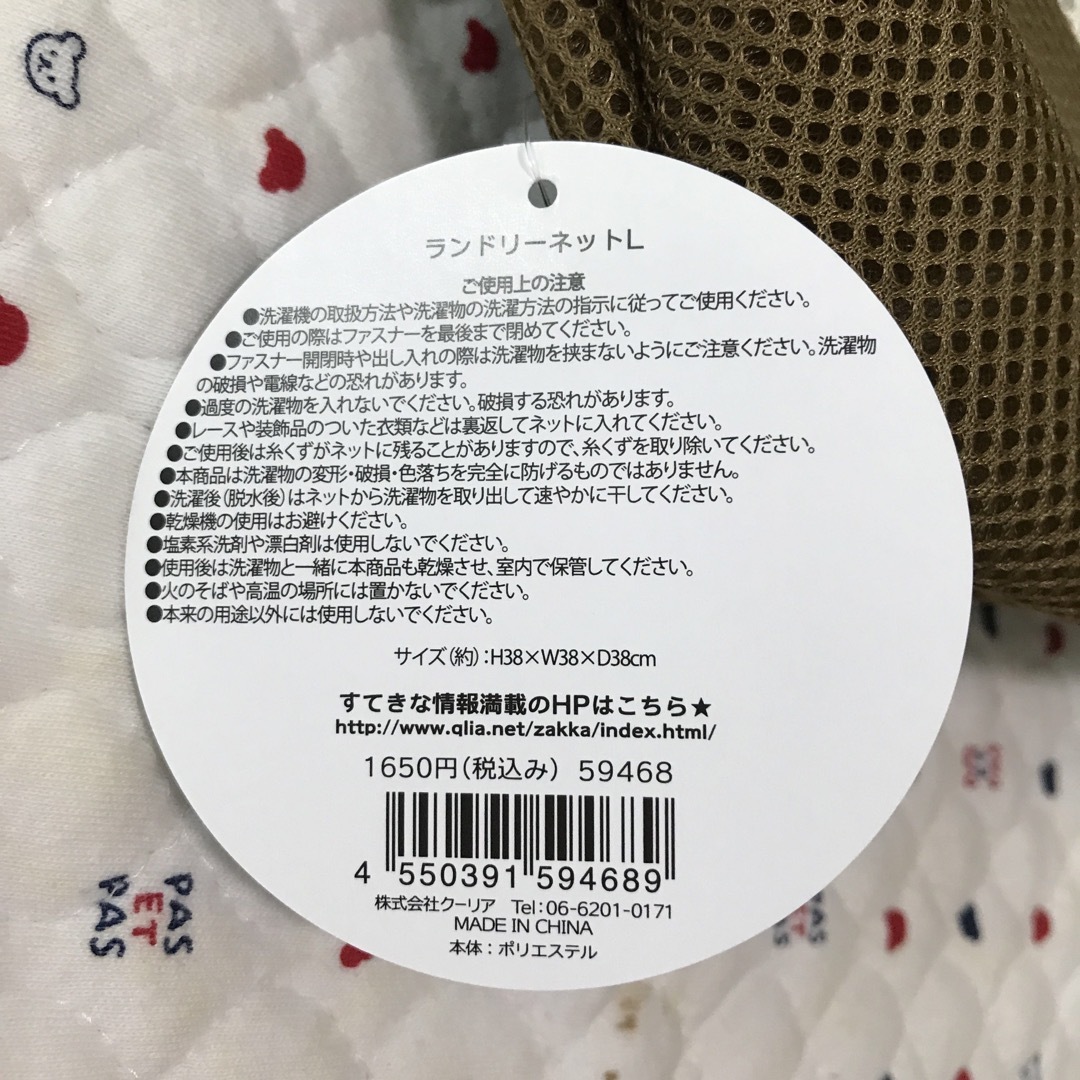 ランドリーネットL
ご使用上の注意
●洗濯機の取扱方法や洗濯物の洗濯方法の指示に従ってご使用ください。
●ご使用の際はファスナーを最後まで閉めてください。
●ファスナー開閉時や出し入れの際は洗濯物を挟まないようにご注意ください。洗濯物
の破損や電線などの恐れがあります。
●過度の洗濯物を入れないでください。破損する恐れがあります。
●レースや装飾品のついた衣類などは裏返してネットに入れてください。
●ご使用後は糸くずがネットに残ることがありますので、糸くずを取り除いてください。
●本商品は洗濯物の変形・破損・色落ちを完全に防げるものではありません。
●洗濯後(脱水後)はネットから洗濯物を取り出して速やかに干してください。
●乾燥機の使用はお避けください。
●塩素系洗剤や漂白剤は使用しないでください。
●使用後は洗濯物と一緒に本商品も乾燥させ、室内で保管してください。
●火のそばや高温の場所には置かないでください。
●本来の用途以外には使用しないでください。
サイズ(約):H38×W38×D38cm
すてきな情報満載のHPはこちら★
http://www.qlia.net/zakka/index.html/
1650円(税込み) 59468
4 550391 594689
株式会社クーリア Tel:06-6201-0171
MADE IN CHINA
本体:ポリエステル
PAS
ET
PAS